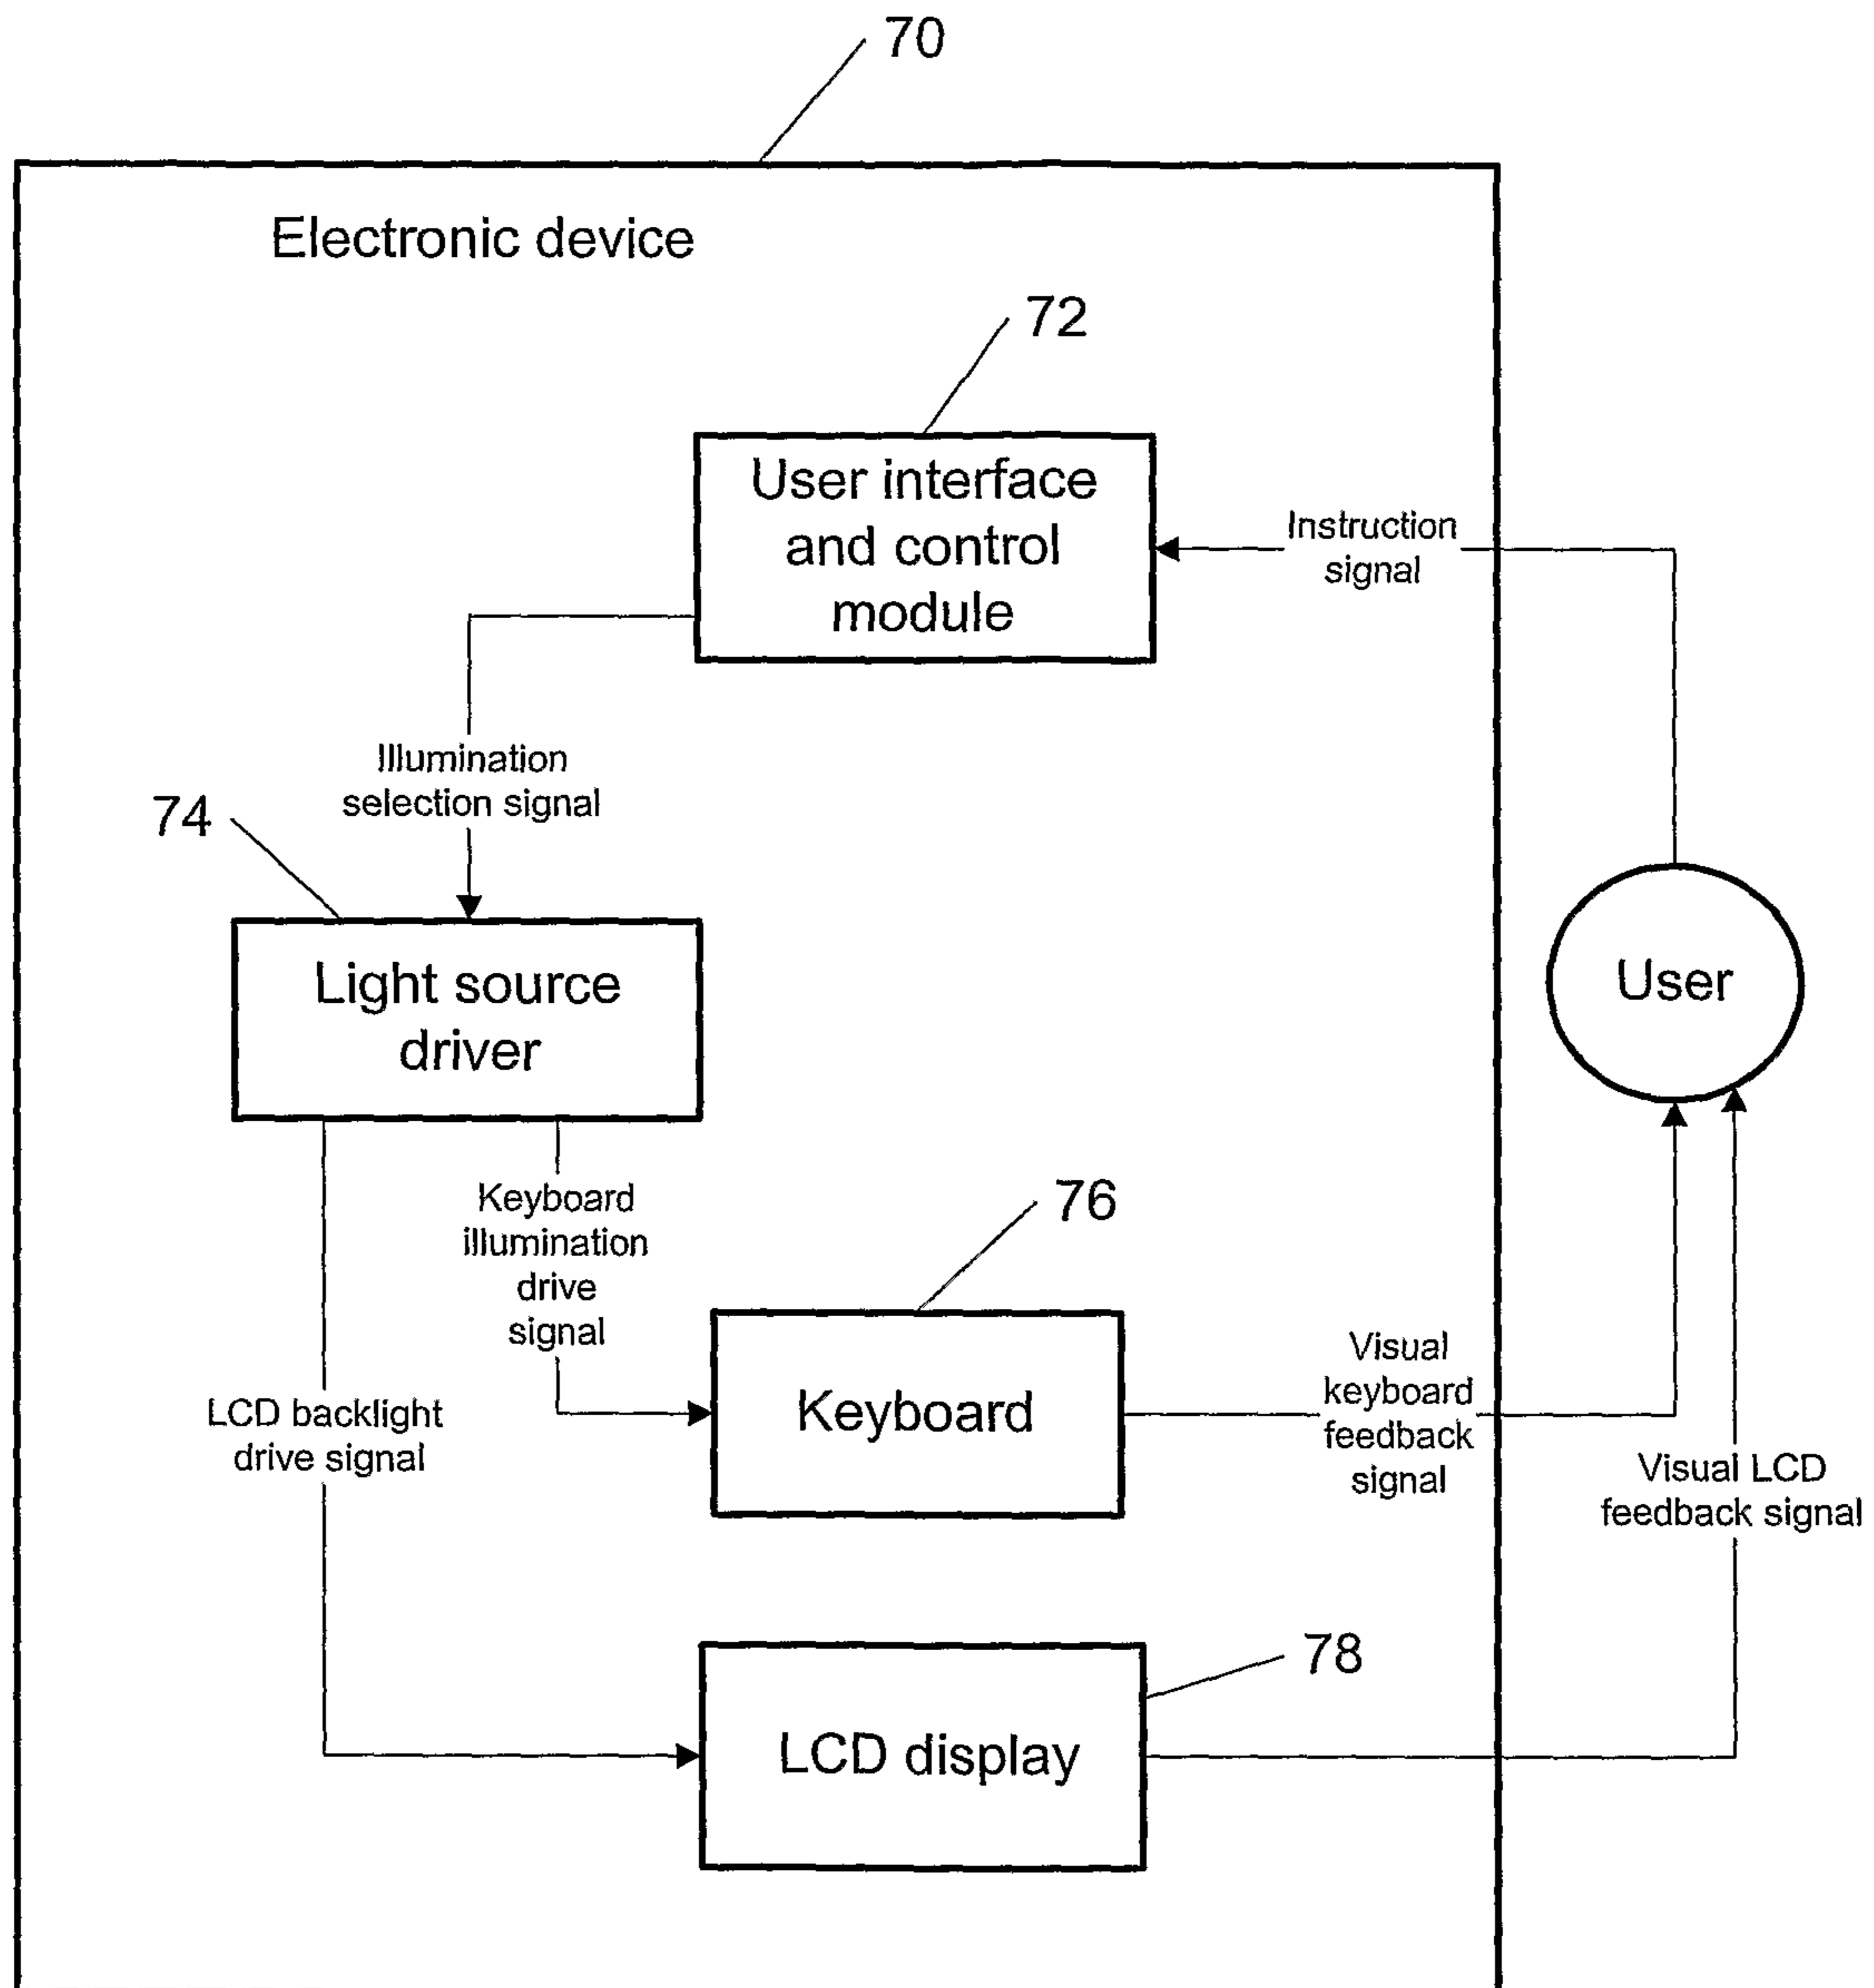 70
Electronic device
72
User interface
and control
module
Instruction
signal
Illumination
selection signal
74
Light source
driver
User
Keyboard
illumination
drive
signal
76
Keyboard
Visual
keyboard
feedback
signal
LCD backlight
drive signal
Visual LCD
feedback signal
78
LCD display